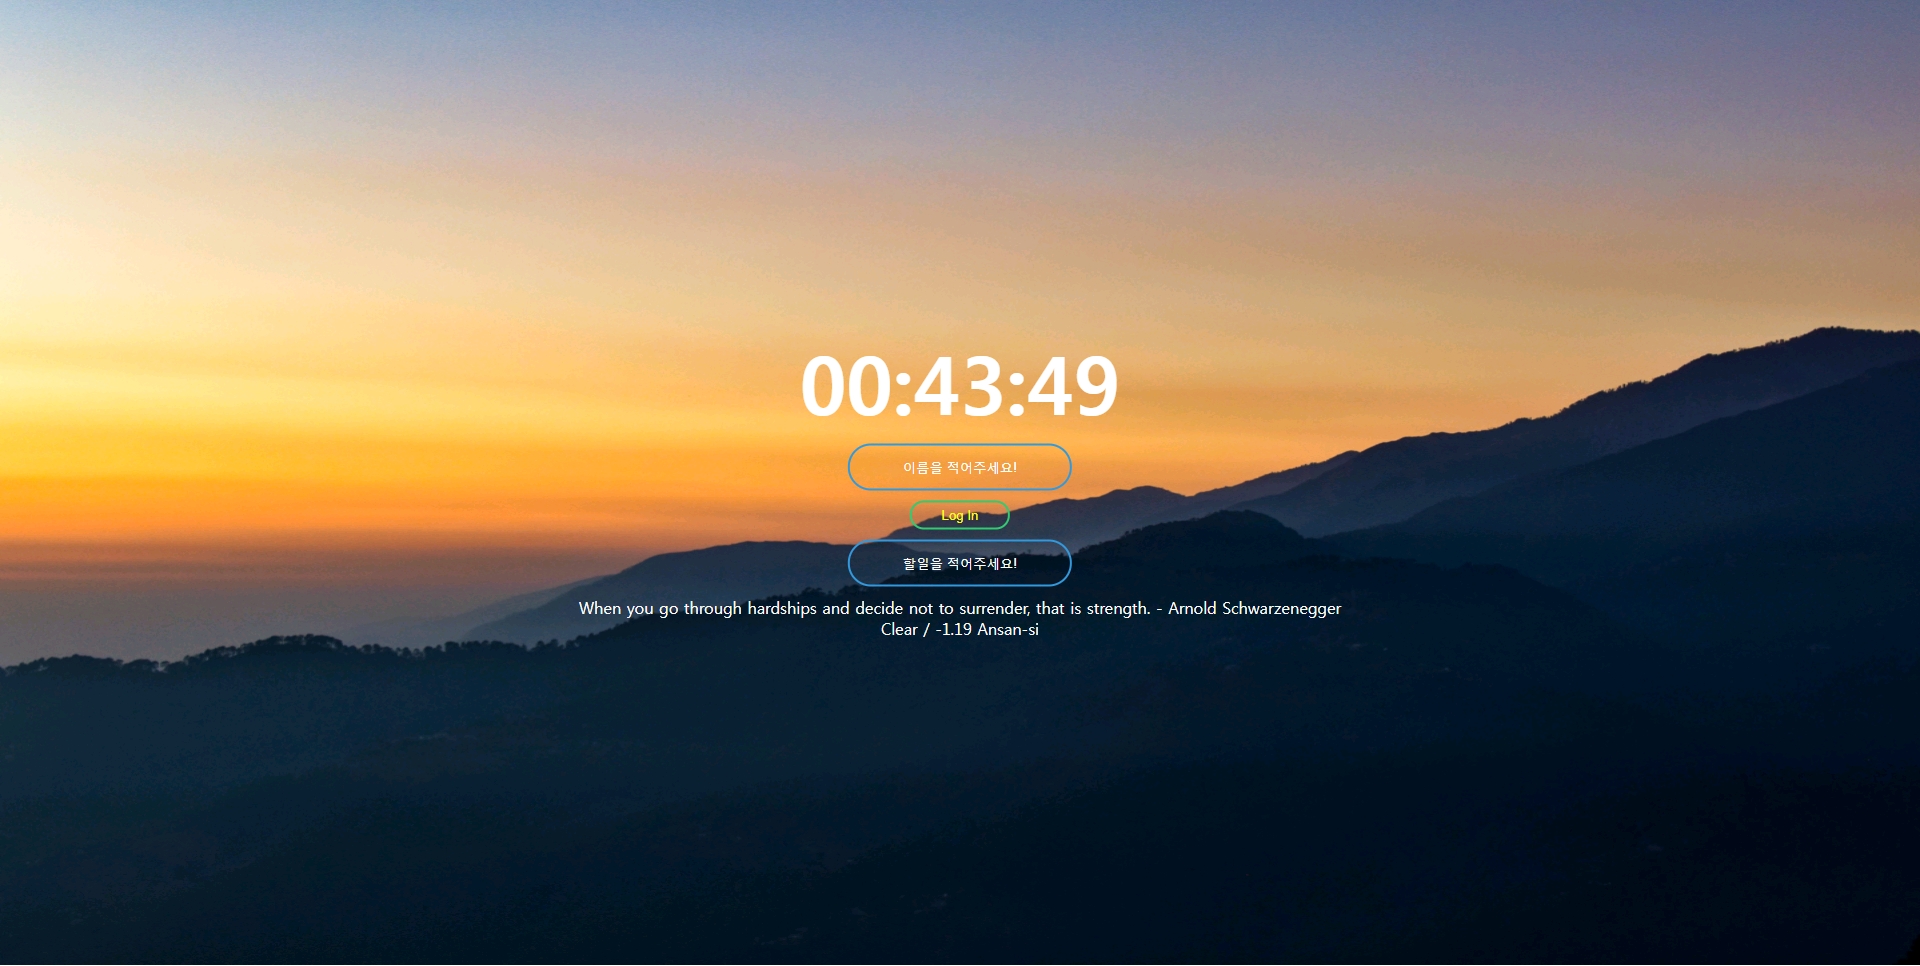 00:43:49
이름을 적어주세요!
Log In
할일을 적어주세요!
When you go through hardships and decide not to surrender, that is strength. - Arnold Schwarzenegger
Clear / -1.19 Ansan-si